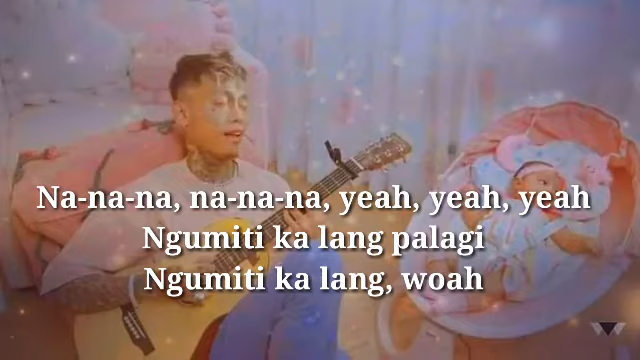 Na-na-na, na-na-na, yeah, yeah, yeah
Ngumiti ka lang palagi
Ngumiti ka lang, woah